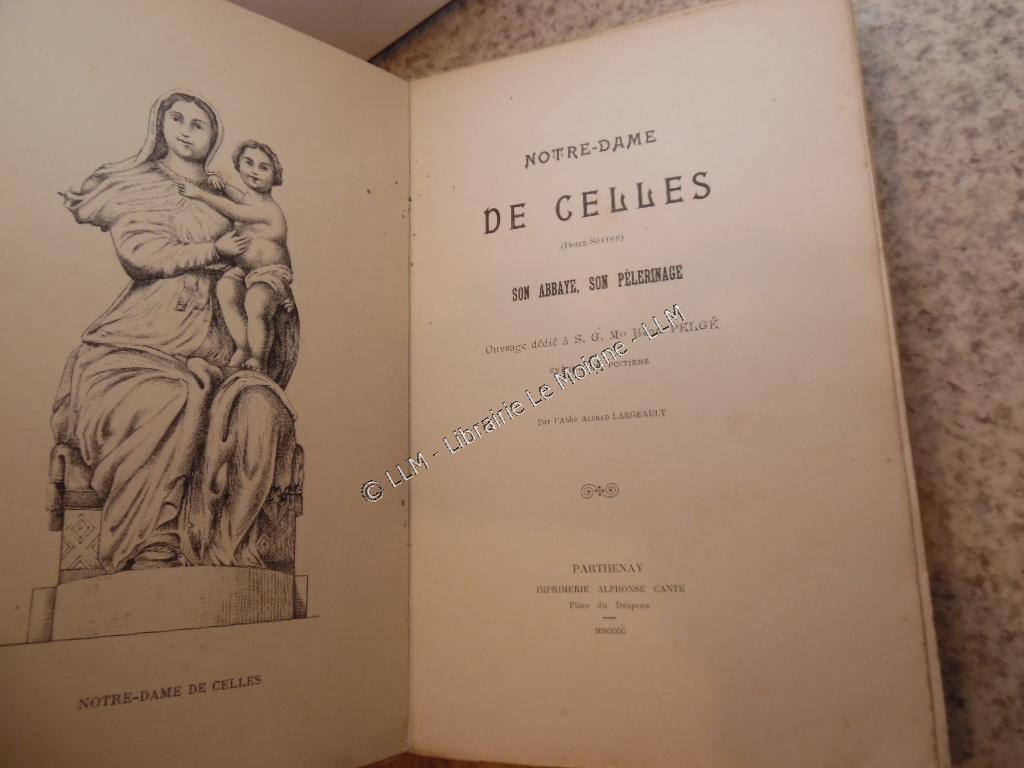 NOTRE-DAME DE CELLES
NOTRE-DAME
DE CELLES
(Deux-Sèvres)
SON ABBAYE, SON PÈLERINAGE
Ouvrage dédié à S. G. Mgr PELGÉ
POITIERS
Par l'Abbé Alfred LARGEAULT
PARTHENAY
IMPRIMERIE ALPHONSE CANTE
Place du Drapeau
MDCCCC
© LLM - Librairie Le Moigne - LLM